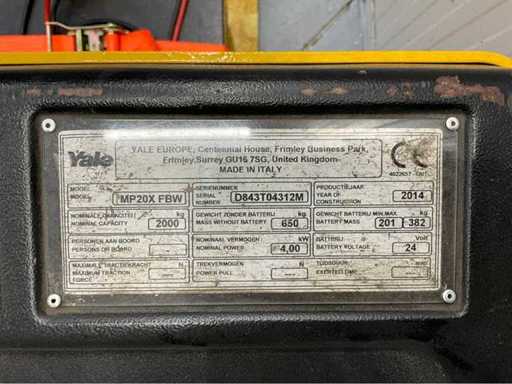 Yale
YALE EUROPE, Centennial House, Frimley Business Park,
Frimley,Surrey GU16 7SG, United Kingdom
MADE IN ITALY
CE
MODEL MODEL MP20X FBW
SERIENUMMER SERIAL NUMBER D843T04312M
PRODUCTIEJAAR YEAR OF CONSTRUCTION 2014
NOMINALE CAPACITEIT NOMINAL CAPACITY kg 2000
GEWICHT ZONDER BATTERIJ MASS WITHOUT BATTERY kg 650
GEWICHT BATTERIJ MIN,MAX BATTERY MASS kg 201 382
PERSONEN AAN BOORD PERSONS ON BOARD
NOMINAAL VERMOGEN NOMINAL POWER kW 4,00
BATTERIJ BATTERY VOLTAGE Volt 24
MAXIMALE TREKKRACHT MAXIMUM TRACTION FORCE N
TREKVERMOGEN POWER PULL N